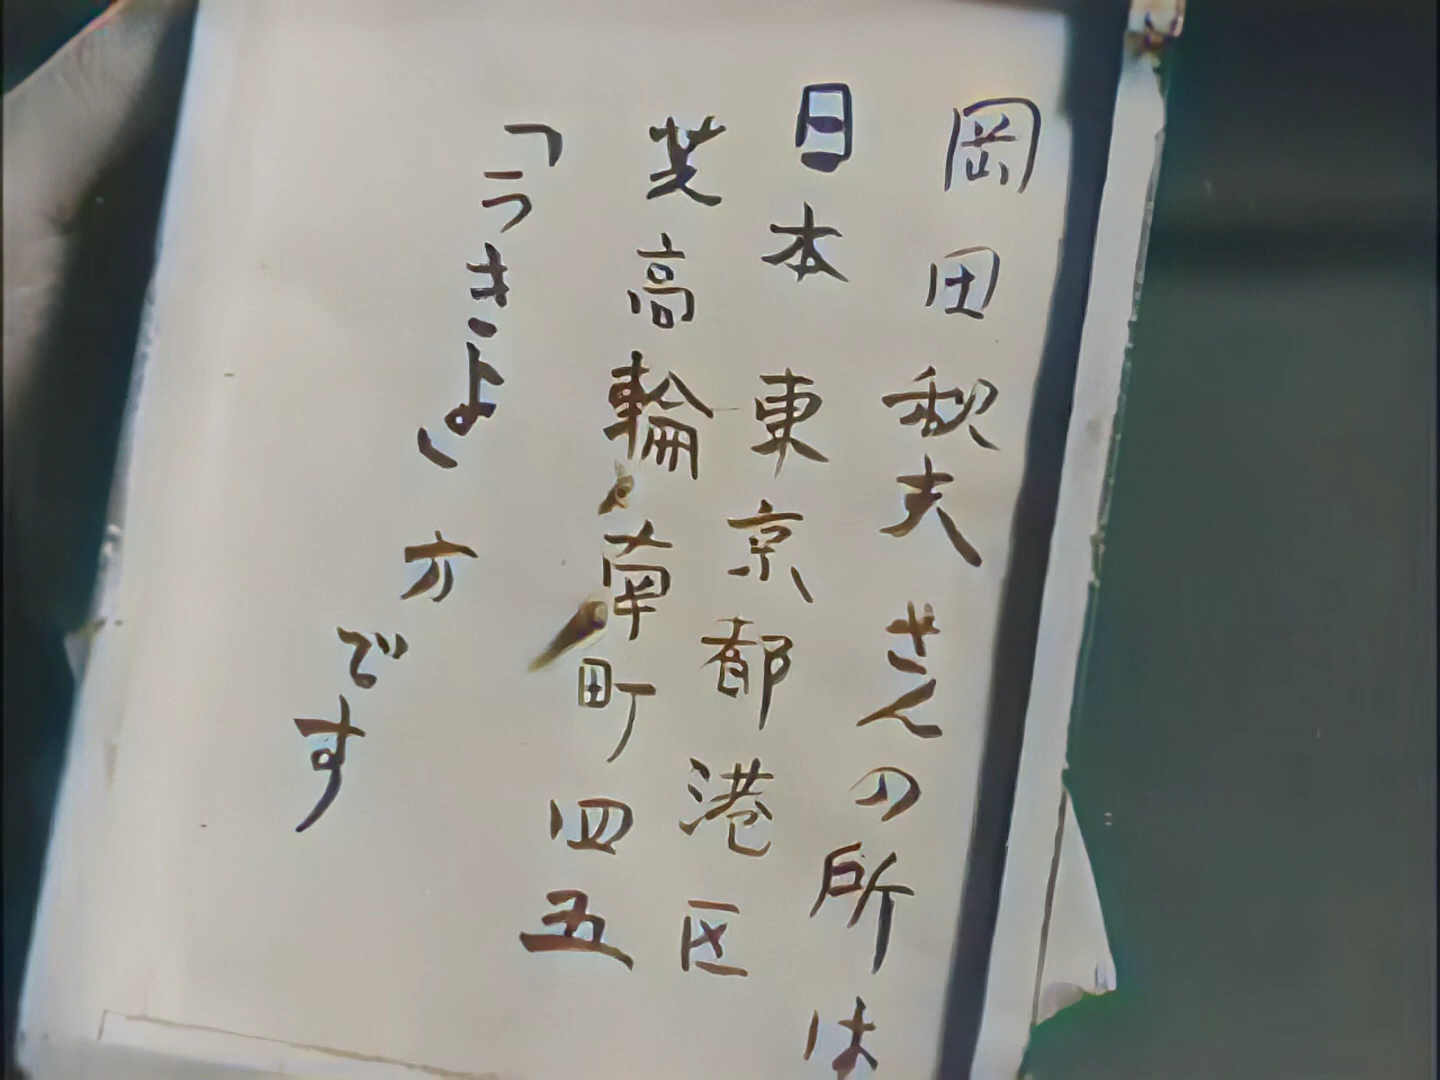 岡田秋夫さんの所は
日本東京都港区
芝高輪南町四五
「うきよ」方です